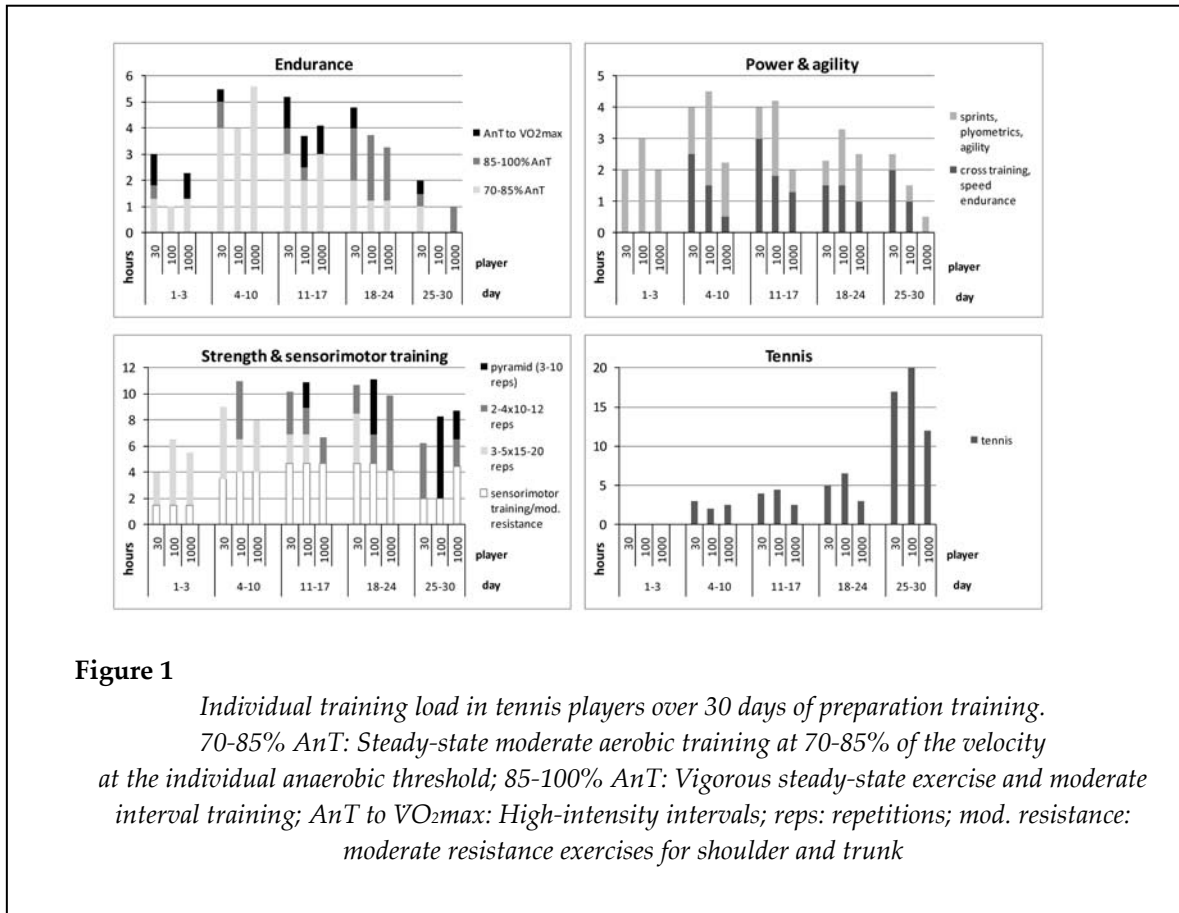 Endurance
6
5
4
3
2
1
0
hours
30
100
1000
30
100
1000
30
100
1000
30
100
1000
30
100
1000
player
1-3
4-10
11-17
18-24
25-30
day
AnT to VO2max
85-100% AnT
70-85% AnT
Power & agility
5
4
3
2
1
0
hours
30
100
1000
30
100
1000
30
100
1000
30
100
1000
30
100
1000
player
1-3
4-10
11-17
18-24
25-30
day
sprints,
plyometrics,
agility
cross training,
speed
endurance
Strength & sensorimotor training
12
10
8
6
4
2
0
hours
30
100
1000
30
100
1000
30
100
1000
30
100
1000
30
100
1000
player
1-3
4-10
11-17
18-24
25-30
day
pyramid (3-10
reps)
2-4x10-12
reps
3-5x15-20
reps
sensorimotor
training/mod.
resistance
Tennis
20
15
10
5
0
hours
30
100
1000
30
100
1000
30
100
1000
30
100
1000
30
100
1000
player
1-3
4-10
11-17
18-24
25-30
day
tennis
Figure 1
Individual training load in tennis players over 30 days of preparation training.
70-85% AnT: Steady-state moderate aerobic training at 70-85% of the velocity
at the individual anaerobic threshold; 85-100% AnT: Vigorous steady-state exercise and moderate
interval training; AnT to V̇O₂max: High-intensity intervals; reps: repetitions; mod. resistance:
moderate resistance exercises for shoulder and trunk